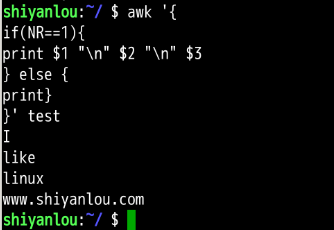 shiyanlou:~/ $ awk '{
if(NR==1){
print $1 "\n" $2 "\n" $3
} else {
print}
}' test
I
like
linux
www.shiyanlou.com
shiyanlou:~/ $